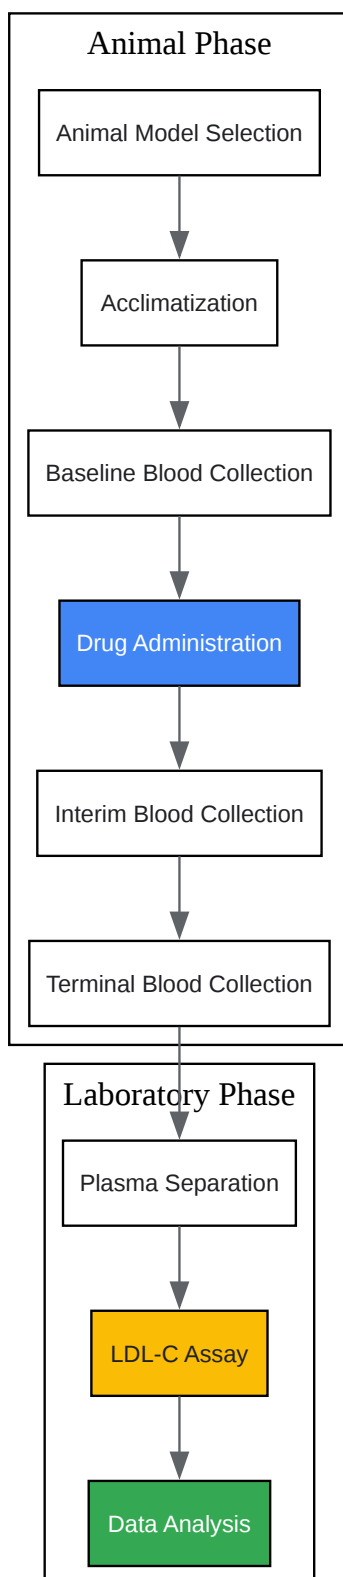 Animal Phase
Animal Model Selection
Acclimatization
Baseline Blood Collection
Drug Administration
Interim Blood Collection
Terminal Blood Collection
Laboratory Phase
Plasma Separation
LDL-C Assay
Data Analysis